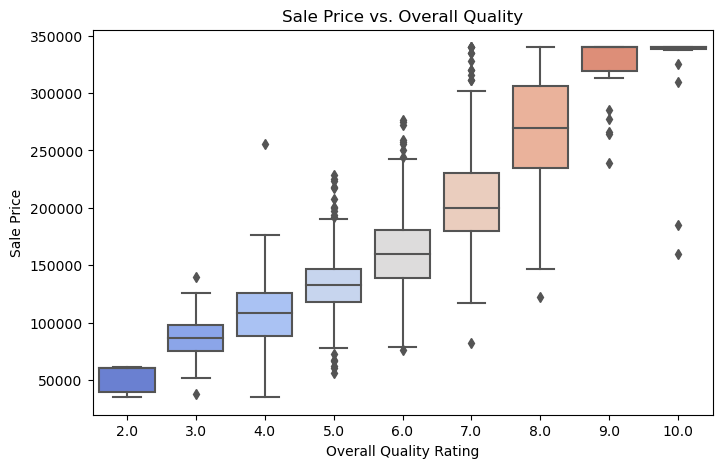 Sale Price vs. Overall Quality
350000
300000
250000
200000
150000
100000
50000
Sale Price
2.0 3.0 4.0 5.0 6.0 7.0 8.0 9.0 10.0
Overall Quality Rating